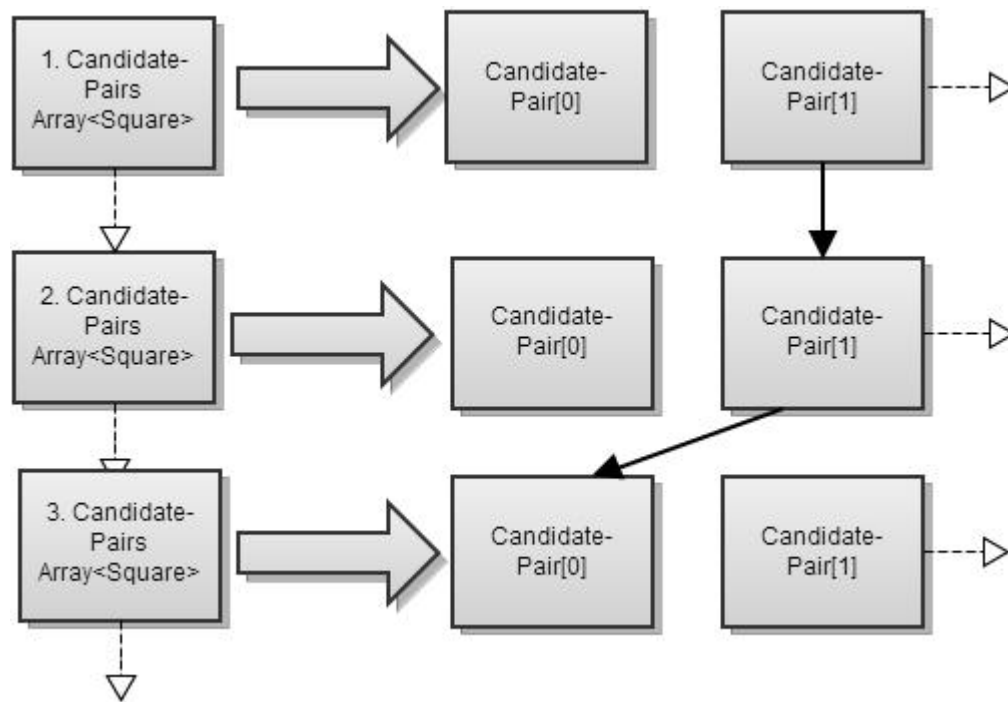 1. Candidate-
Pairs
Array<Square>
Candidate-
Pair[0]
Candidate-
Pair[1]
2. Candidate-
Pairs
Array<Square>
Candidate-
Pair[0]
Candidate-
Pair[1]
3. Candidate-
Pairs
Array<Square>
Candidate-
Pair[0]
Candidate-
Pair[1]